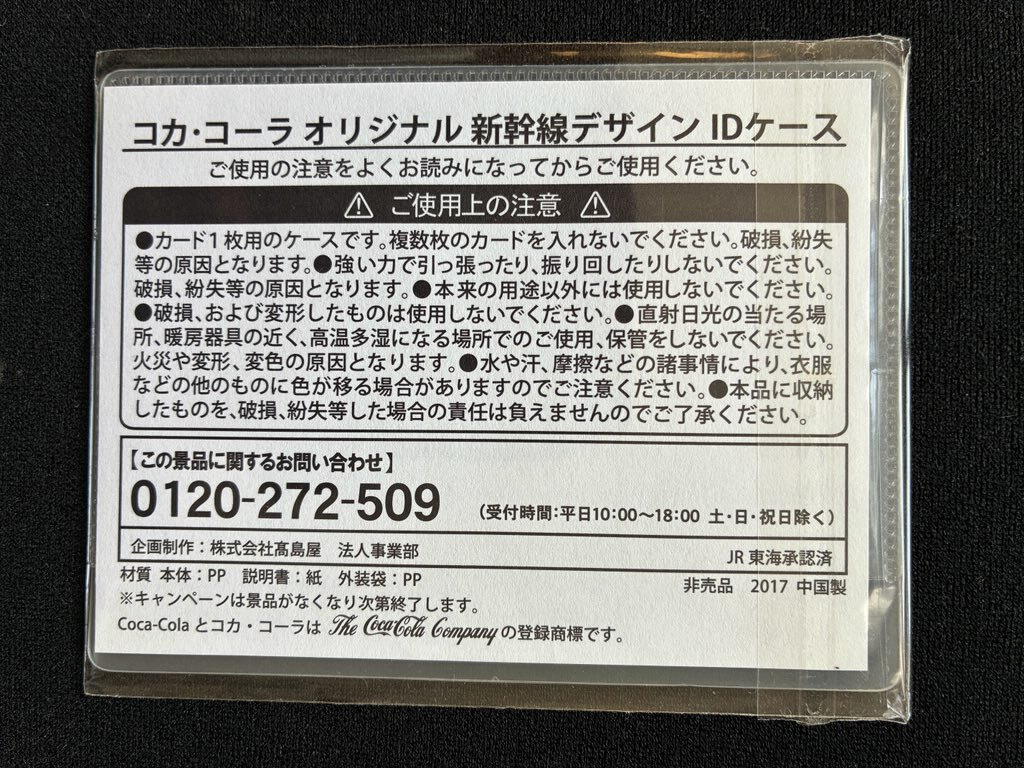 コカ・コーラ オリジナル 新幹線デザイン IDケース
ご使用の注意をよくお読みになってからご使用ください。
⚠ ご使用上の注意 ⚠
●カード1枚用のケースです。複数枚のカードを入れないでください。破損、紛失
等の原因となります。●強い力で引っ張ったり、振り回したりしないでください。
破損、紛失等の原因となります。●本来の用途以外には使用しないでください。
●破損、および変形したものは使用しないでください。●直射日光の当たる場
所、暖房器具の近く、高温多湿になる場所でのご使用、保管をしないでください。
火災や変形、変色の原因となります。●水や汗、摩擦などの諸事情により、衣服
などの他のものに色が移る場合がありますのでご注意ください。●本品に収納
したものを、破損、紛失等した場合の責任は負えませんのでご了承ください。
【この景品に関するお問い合わせ】
0120-272-509 （受付時間：平日10:00～18:00 土・日・祝日除く）
企画制作：株式会社髙島屋 法人事業部 JR東海承認済
材質 本体：PP 説明書：紙 外装袋：PP 非売品 2017 中国製
※キャンペーンは景品がなくなり次第終了します。
Coca-Cola とコカ・コーラは The Coca-Cola Company の登録商標です。